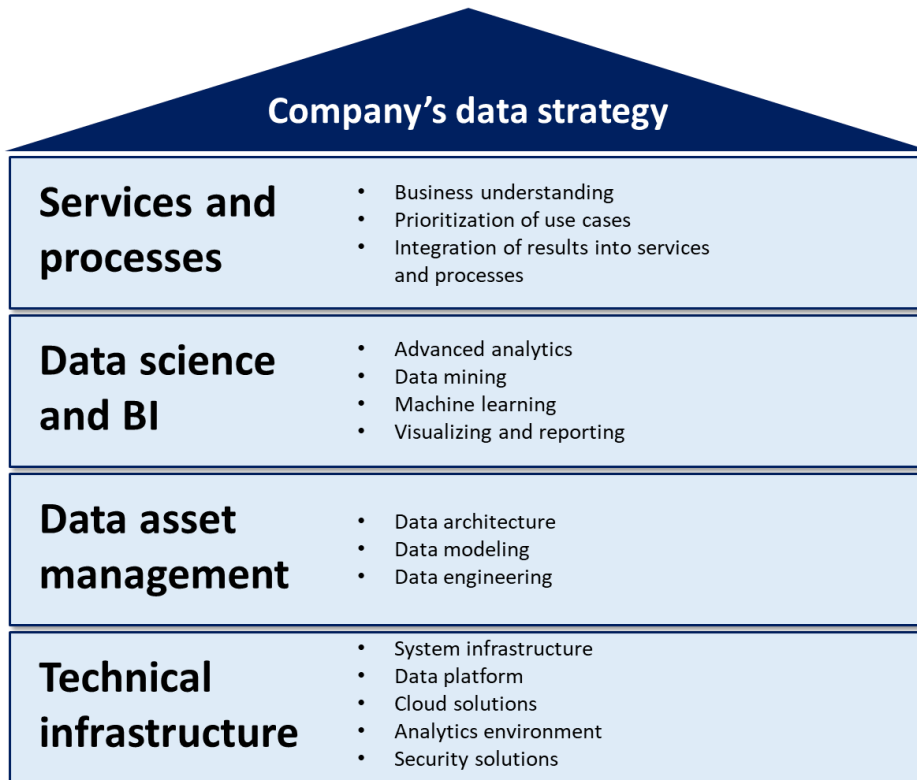 Company’s data strategy
Services and
processes
• Business understanding
• Prioritization of use cases
• Integration of results into services
and processes
Data science
and BI
• Advanced analytics
• Data mining
• Machine learning
• Visualizing and reporting
Data asset
management
• Data architecture
• Data modeling
• Data engineering
Technical
infrastructure
• System infrastructure
• Data platform
• Cloud solutions
• Analytics environment
• Security solutions